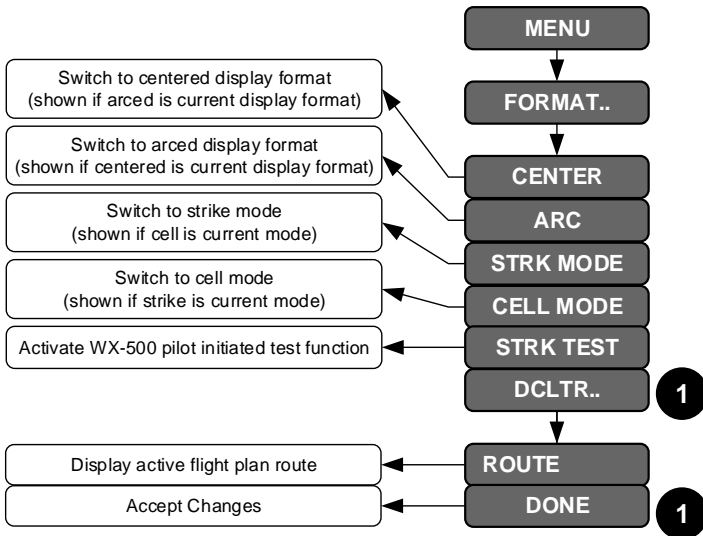 MENU
FORMAT..
Switch to centered display format
(shown if arced is current display format)
CENTER
Switch to arced display format
(shown if centered is current display format)
ARC
Switch to strike mode
(shown if cell is current mode)
STRK MODE
Switch to cell mode
(shown if strike is current mode)
CELL MODE
Activate WX-500 pilot initiated test function
STRK TEST
DCLTR..
1
Display active flight plan route
ROUTE
Accept Changes
DONE
1